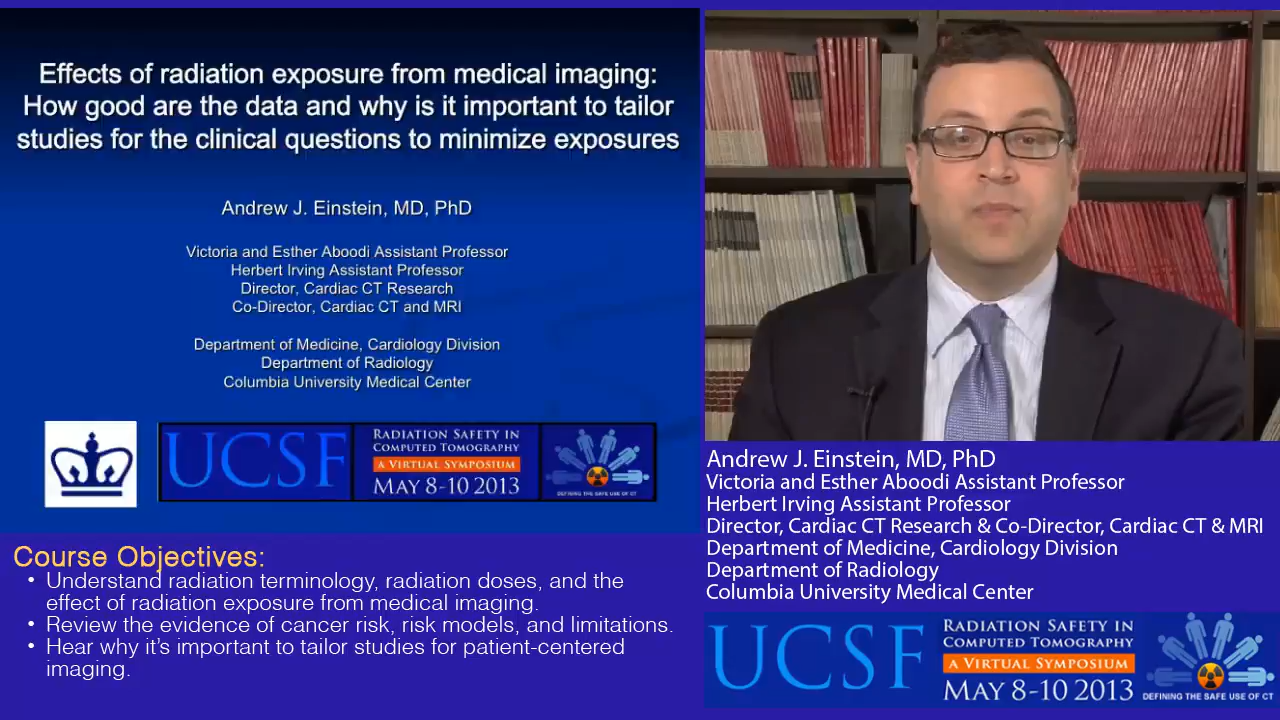 Effects of radiation exposure from medical imaging:
How good are the data and why is it important to tailor
studies for the clinical questions to minimize exposures
Andrew J. Einstein, MD, PhD
Victoria and Esther Aboodi Assistant Professor
Herbert Irving Assistant Professor
Director, Cardiac CT Research
Co-Director, Cardiac CT and MRI
Department of Medicine, Cardiology Division
Department of Radiology
Columbia University Medical Center
UCSF
RADIATION SAFETY IN
COMPUTED TOMOGRAPHY
A VIRTUAL SYMPOSIUM
MAY 8-10 2013
DEFINING THE SAFE USE OF CT
Course Objectives:
• Understand radiation terminology, radiation doses, and the
effect of radiation exposure from medical imaging.
• Review the evidence of cancer risk, risk models, and limitations.
• Hear why it's important to tailor studies for patient-centered
imaging.
Andrew J. Einstein, MD, PhD
Victoria and Esther Aboodi Assistant Professor
Herbert Irving Assistant Professor
Director, Cardiac CT Research & Co-Director, Cardiac CT & MRI
Department of Medicine, Cardiology Division
Department of Radiology
Columbia University Medical Center
UCSF
RADIATION SAFETY IN
COMPUTED TOMOGRAPHY
A VIRTUAL SYMPOSIUM
MAY 8-10 2013
DEFINING THE SAFE USE OF CT